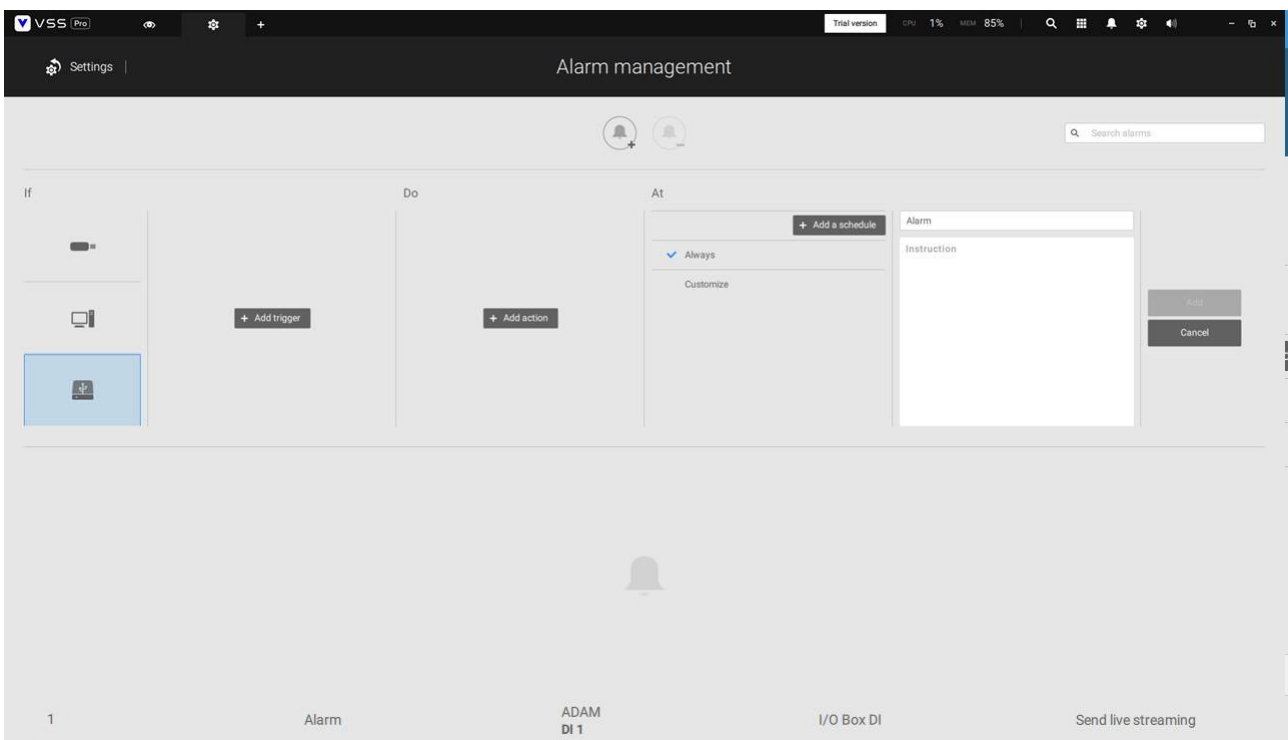 VSS Pro
Trial version CPU 1% MEM 85%
Settings
Alarm management
Search alarms
If Do At
+ Add a schedule
Alarm
Always
Instruction
Customize
+ Add trigger
+ Add action
Add
Cancel
1 Alarm ADAM I/O Box DI Send live streaming
DI 1